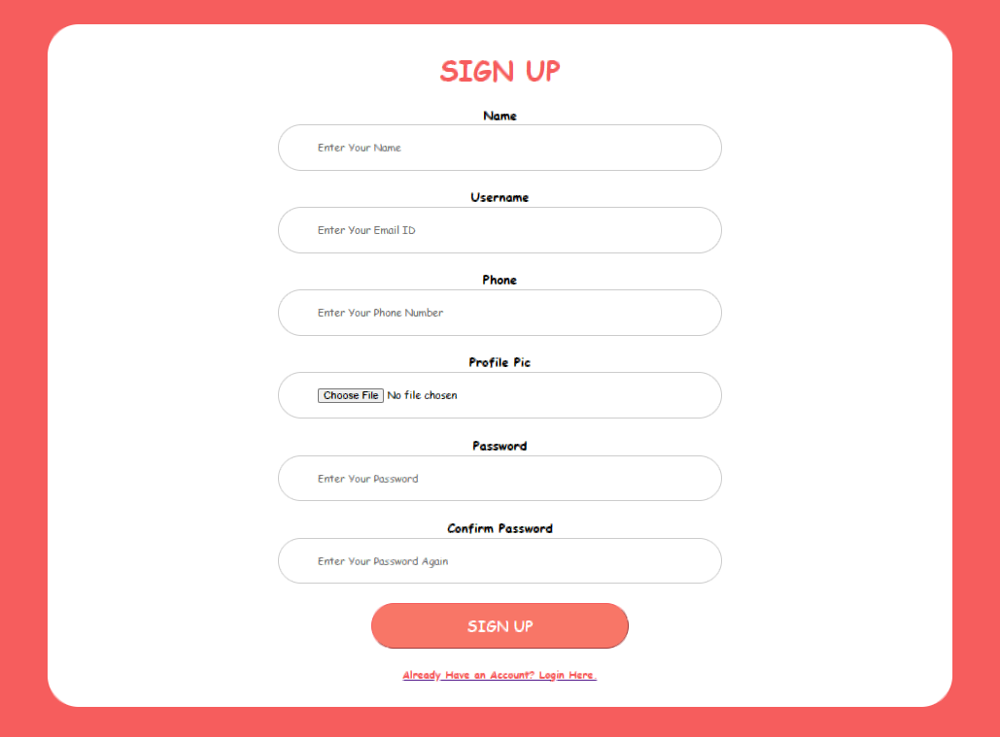 SIGN UP
Name
Enter Your Name
Username
Enter Your Email ID
Phone
Enter Your Phone Number
Profile Pic
Choose File No file chosen
Password
Enter Your Password
Confirm Password
Enter Your Password Again
SIGN UP
Already Have an Account? Login Here.